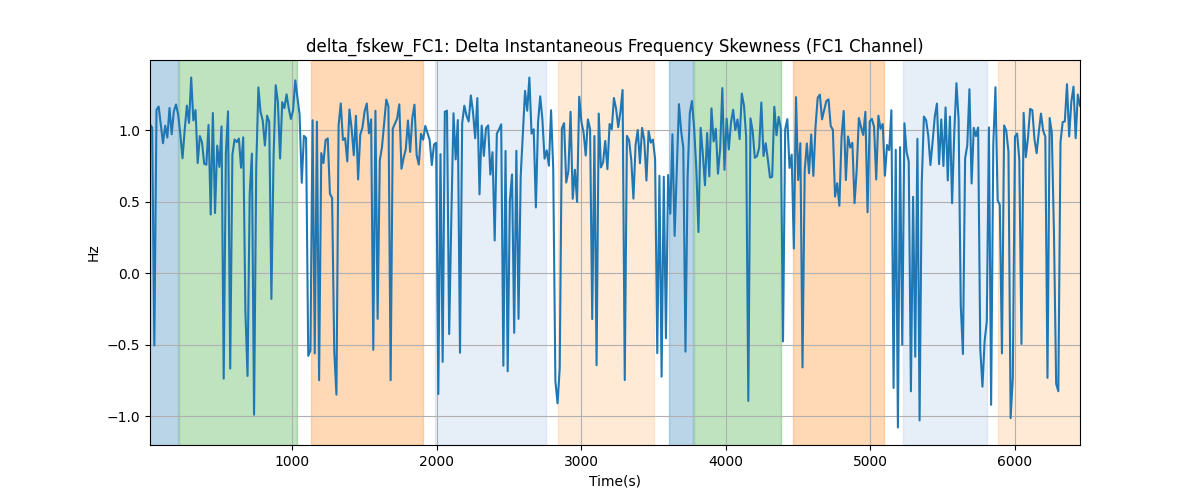 delta_fskew_FC1: Delta Instantaneous Frequency Skewness (FC1 Channel)
1.0
0.5
0.0
−0.5
−1.0
Hz
1000 2000 3000 4000 5000 6000
Time(s)